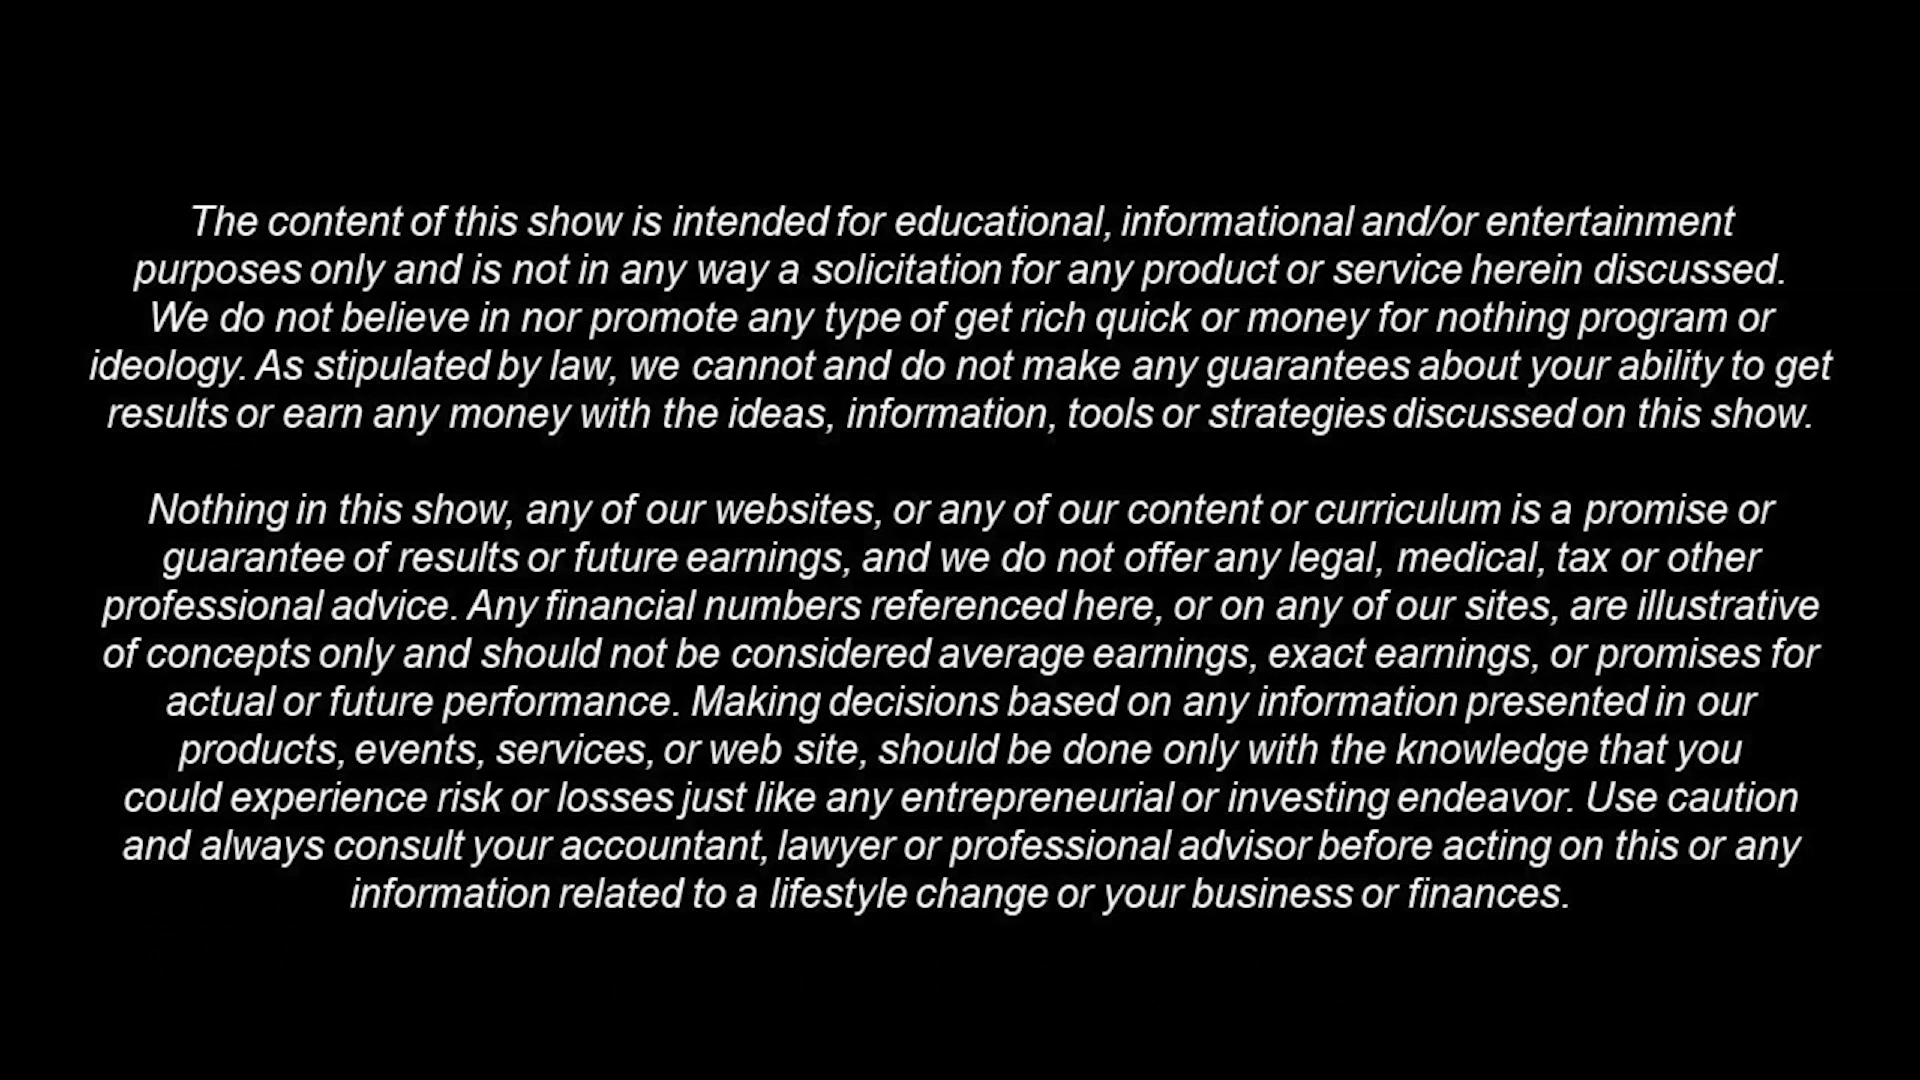 The content of this show is intended for educational, informational and/or entertainment
purposes only and is not in any way a solicitation for any product or service herein discussed.
We do not believe in nor promote any type of get rich quick or money for nothing program or
ideology. As stipulated by law, we cannot and do not make any guarantees about your ability to get
results or earn any money with the ideas, information, tools or strategies discussed on this show.
Nothing in this show, any of our websites, or any of our content or curriculum is a promise or
guarantee of results or future earnings, and we do not offer any legal, medical, tax or other
professional advice. Any financial numbers referenced here, or on any of our sites, are illustrative
of concepts only and should not be considered average earnings, exact earnings, or promises for
actual or future performance. Making decisions based on any information presented in our
products, events, services, or web site, should be done only with the knowledge that you
could experience risk or losses just like any entrepreneurial or investing endeavor. Use caution
and always consult your accountant, lawyer or professional advisor before acting on this or any
information related to a lifestyle change or your business or finances.